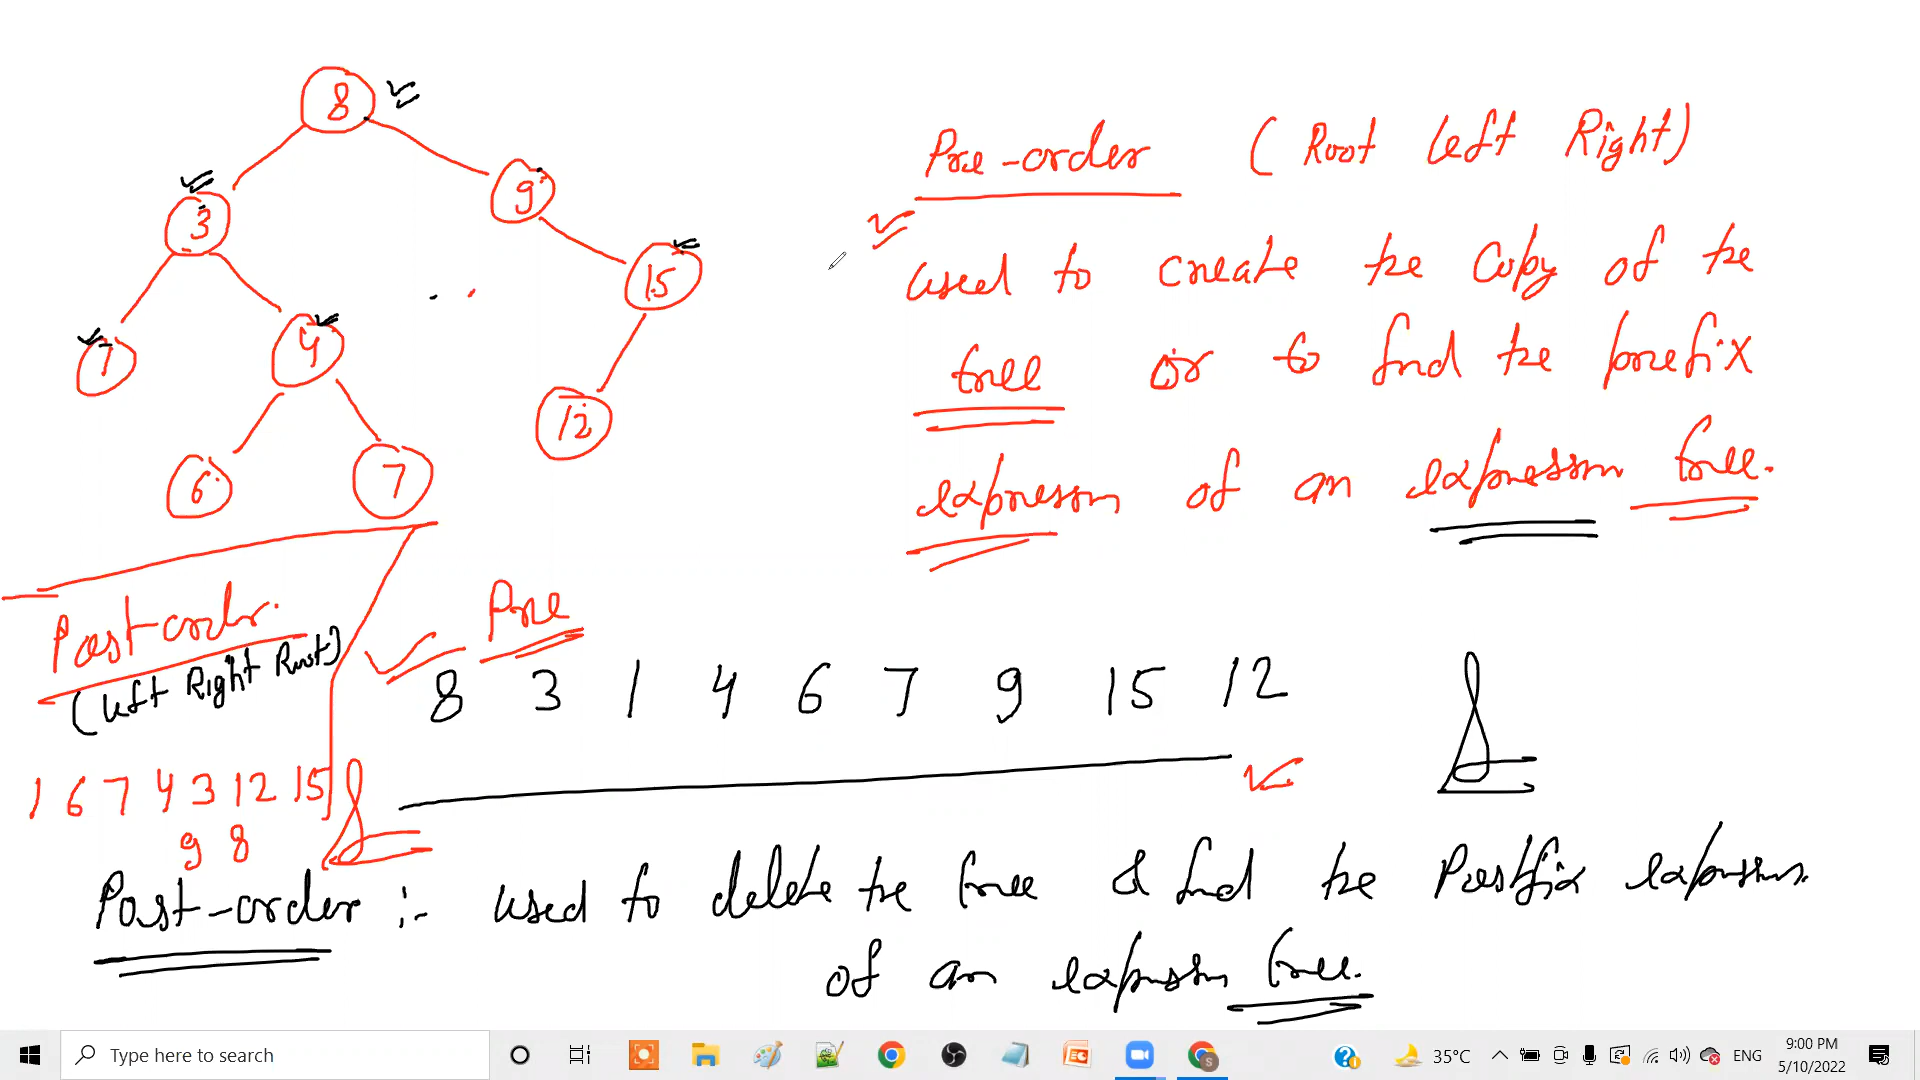 8
3
9
15
1
4
12
6
7
Pre-order (Root Left Right)
used to create the copy of the
tree or to find the prefix
expression of an expression tree.
Post-order.
(Left Right Root)
Pre
8 3 1 4 6 7 9 15 12
1 6 7 4 3 12 15
9 8
Post-order :- used to delete the tree & find the Postfix expression
of an expression tree.
Type here to search
35°C
ENG
9:00 PM
5/10/2022